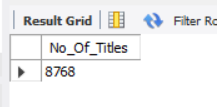 Result Grid Filter Ro
No_Of_Titles
8768